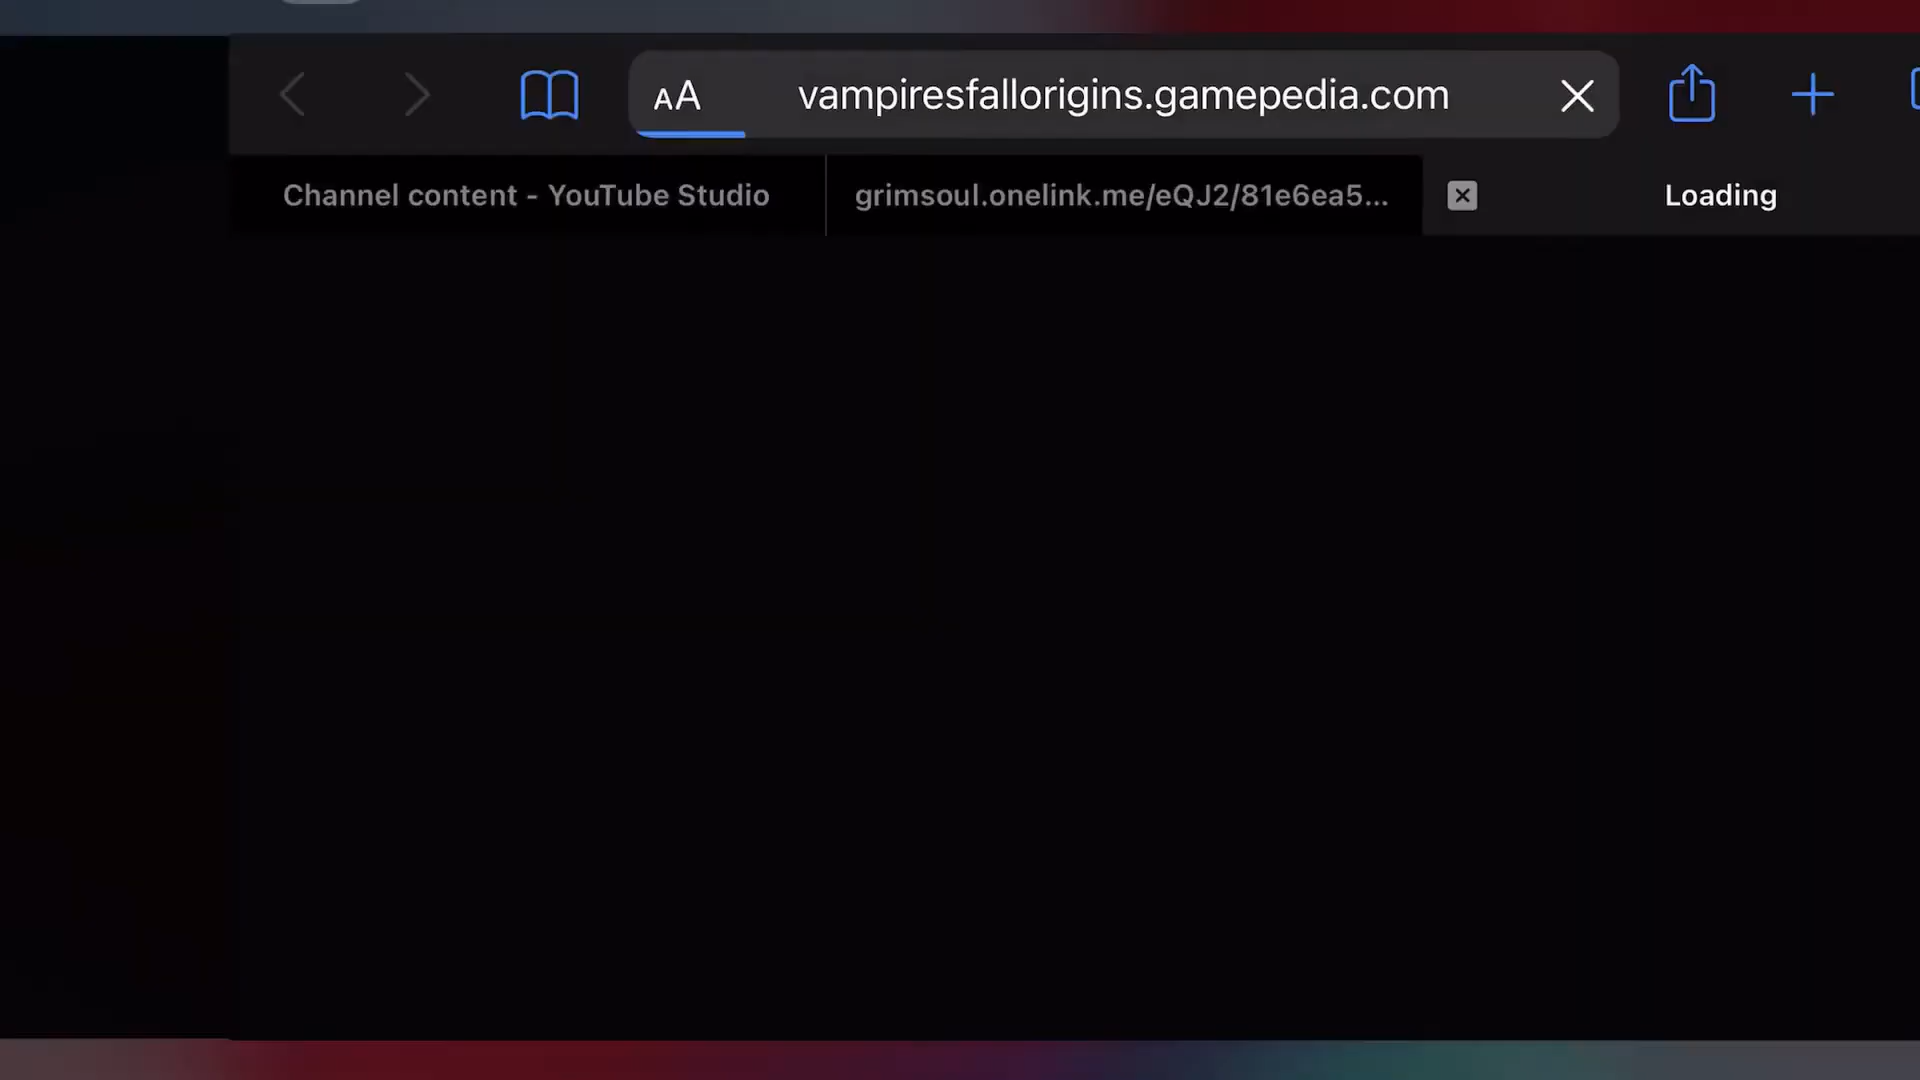 AA vampiresfallorigins.gamepedia.com
Channel content - YouTube Studio
grimsoul.onelink.me/eQJ2/81e6ea5...
Loading